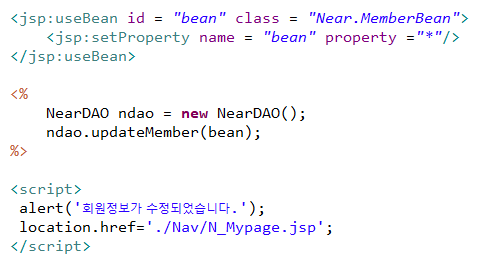 <jsp:useBean id = "bean" class = "Near.MemberBean">
    <jsp:setProperty name = "bean" property ="*"/>
</jsp:useBean>

<%
    NearDAO ndao = new NearDAO();
    ndao.updateMember(bean);
%>

<script>
 alert('회원정보가 수정되었습니다.');
 location.href='./Nav/N_Mypage.jsp';
</script>